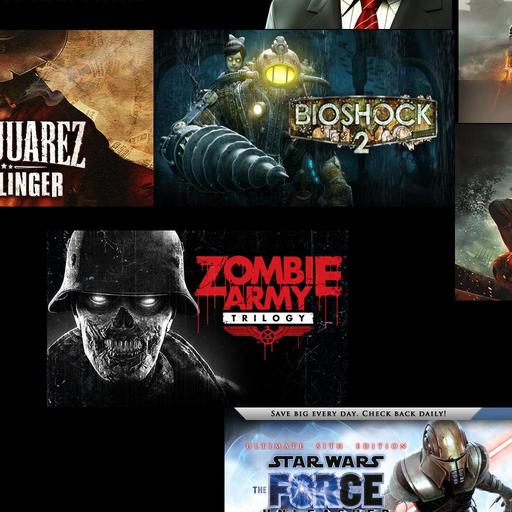 JUAREZ
LINGER
BIOSHOCK
2
ZOMBIE
ARMY
TRILOGY
SAVE BIG EVERY DAY. CHECK BACK DAILY!
ULTIMATE SITH EDITION
STAR WARS
THE FORCE
UNLEASHED